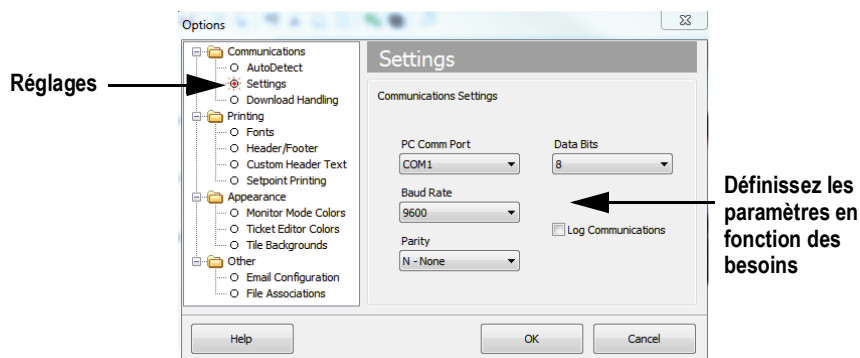 Options
Communications
AutoDetect
Settings
Download Handling
Printing
Fonts
Header/Footer
Custom Header Text
Setpoint Printing
Appearance
Monitor Mode Colors
Ticket Editor Colors
Tile Backgrounds
Other
Email Configuration
File Associations
Réglages
Settings
Communications Settings
PC Comm Port
COM1
Data Bits
8
Baud Rate
9600
Log Communications
Parity
N - None
Définissez les
paramètres en
fonction des
besoins
Help
OK
Cancel